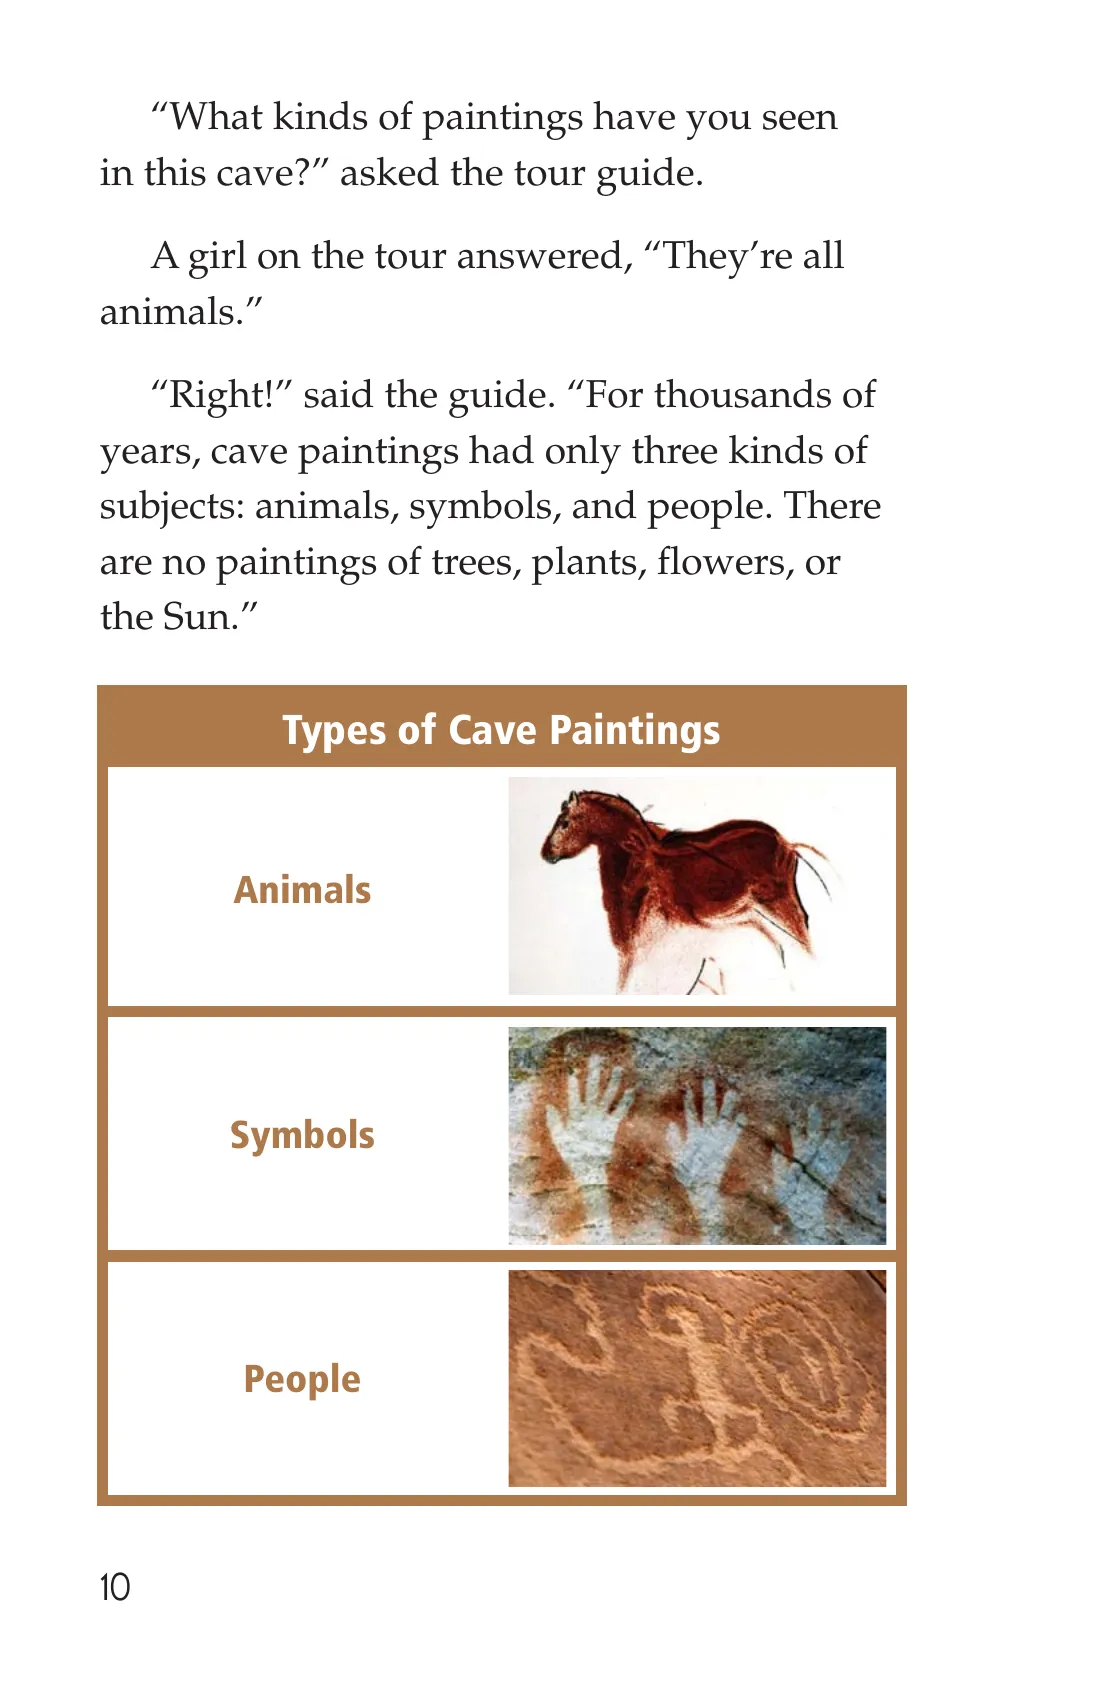 “What kinds of paintings have you seen
in this cave?” asked the tour guide.
A girl on the tour answered, “They’re all
animals.”
“Right!” said the guide. “For thousands of
years, cave paintings had only three kinds of
subjects: animals, symbols, and people. There
are no paintings of trees, plants, flowers, or
the Sun.”
Types of Cave Paintings
Animals
Symbols
People
10